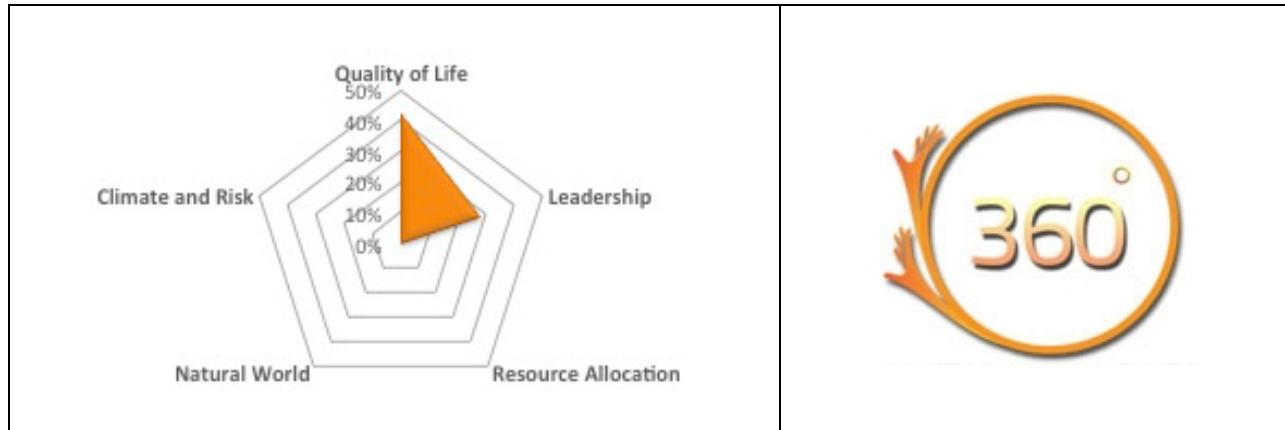 Quality of Life
50%
40%
30%
20%
10%
0%
Climate and Risk
Leadership
Natural World
Resource Allocation
360°